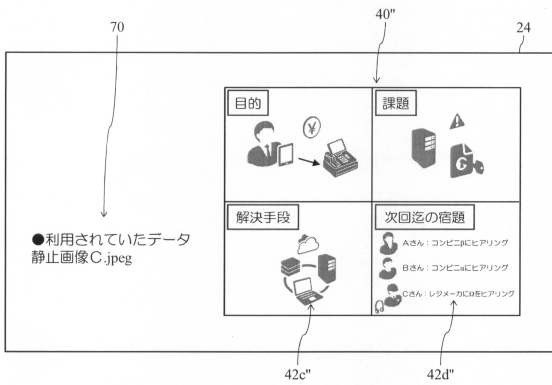 70
40"
24
目的
¥
課題
●利用されていたデータ
静止画像C.jpeg
解決手段
次回迄の宿題
Aさん：コンビニβにヒアリング
Bさん：コンビニαにヒアリング
Cさん：レジメーカにΩをヒアリング
42c"
42d"